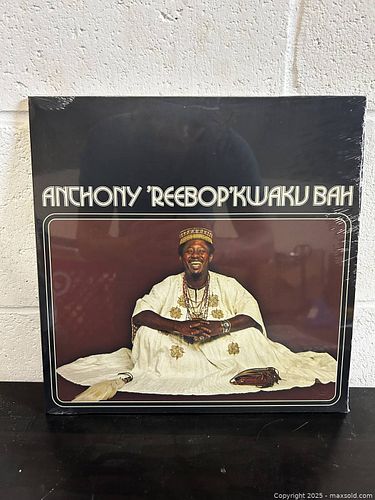 ANTHONY 'REEBOP' KWAKU BAH
Copyright © 2025 - maxsold.com